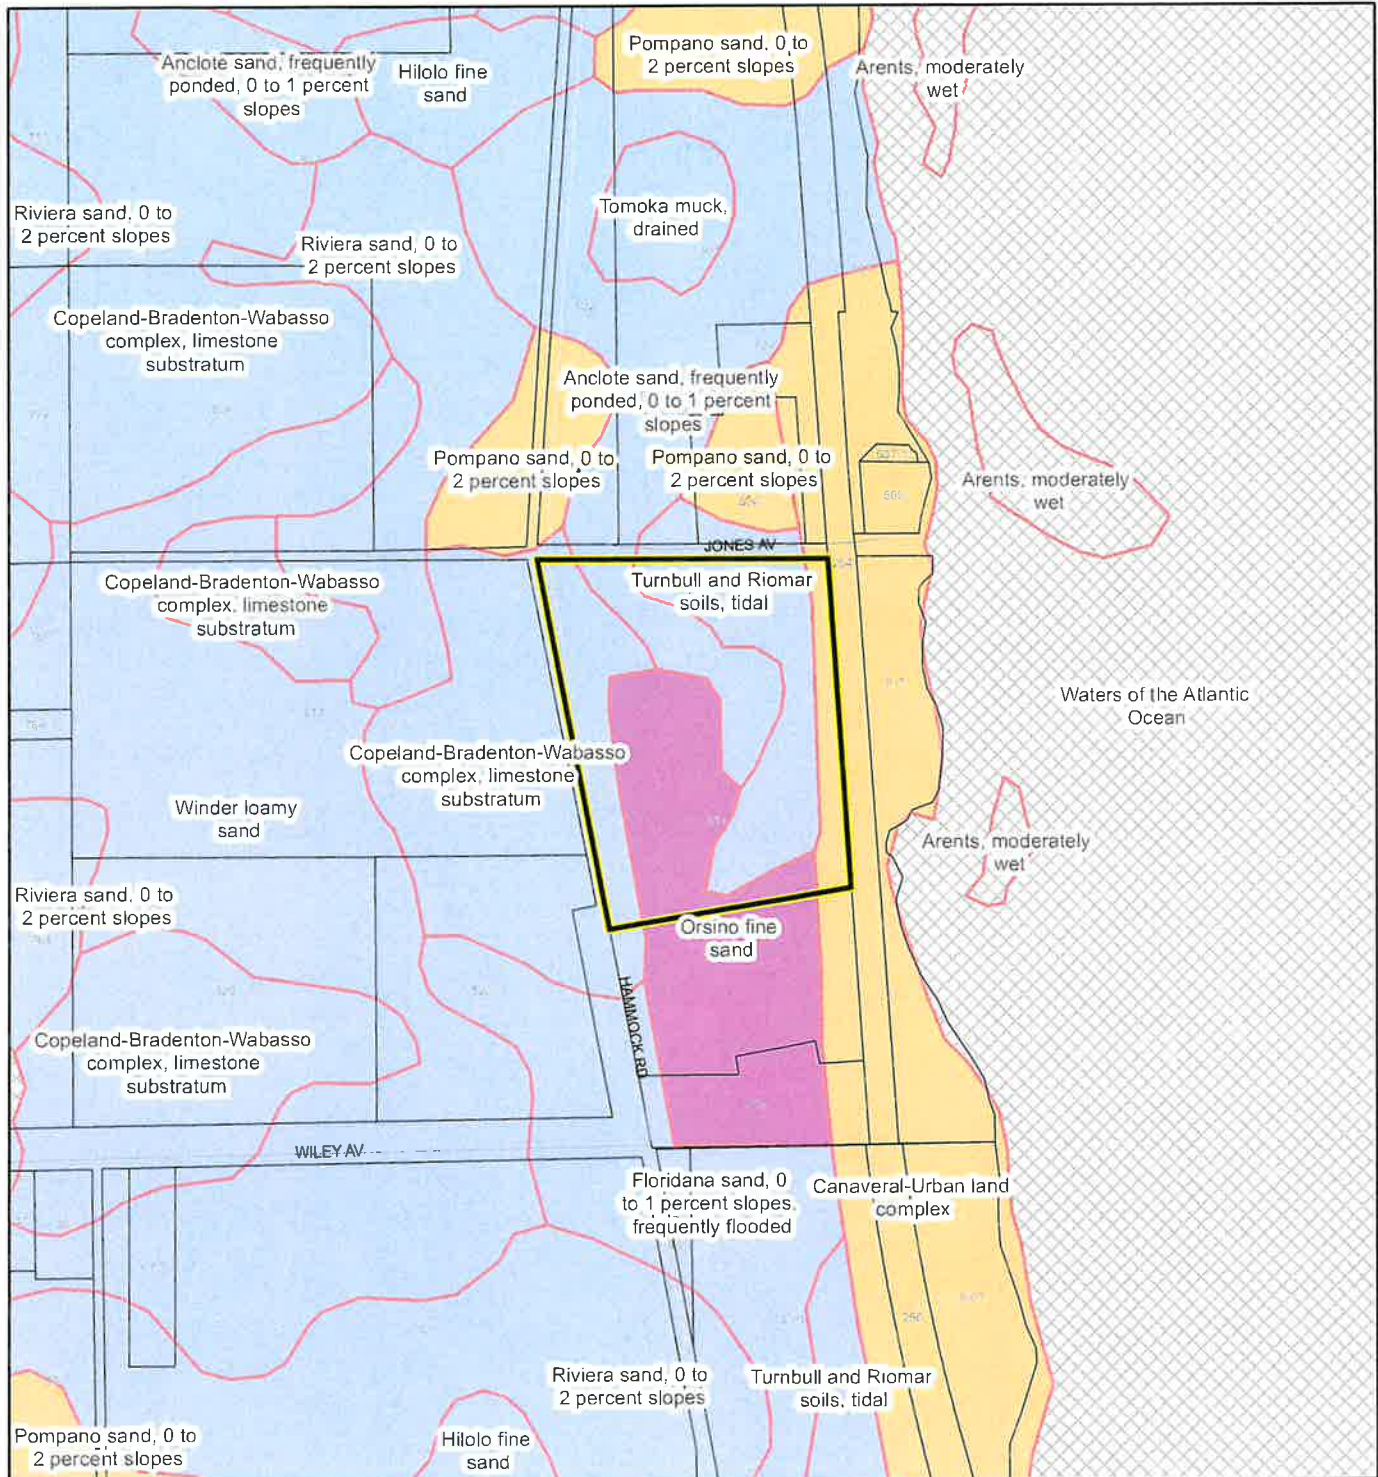 Pompano sand, 0 to
2 percent slopes
Anclote sand, frequently
ponded, 0 to 1 percent
slopes
Hilolo fine
sand
Arents, moderately
wet
Riviera sand, 0 to
2 percent slopes
Tomoka muck,
drained
Riviera sand, 0 to
2 percent slopes
Copeland-Bradenton-Wabasso
complex, limestone
substratum
Anclote sand, frequently
ponded, 0 to 1 percent
slopes
Pompano sand, 0 to
2 percent slopes
Pompano sand, 0 to
2 percent slopes
Arents, moderately
wet
JONES AV
Turnbull and Riomar
soils, tidal
Copeland-Bradenton-Wabasso
complex, limestone
substratum
Waters of the Atlantic
Ocean
Copeland-Bradenton-Wabasso
complex, limestone
substratum
Winder loamy
sand
Arents, moderately
wet
Riviera sand, 0 to
2 percent slopes
Orsino fine
sand
HAMMOCK RD
Copeland-Bradenton-Wabasso
complex, limestone
substratum
WILEY AV
Floridana sand, 0
to 1 percent slopes,
frequently flooded
Canaveral-Urban land
complex
Riviera sand, 0 to
2 percent slopes
Turnbull and Riomar
soils, tidal
Pompano sand, 0 to
2 percent slopes
Hilolo fine
sand